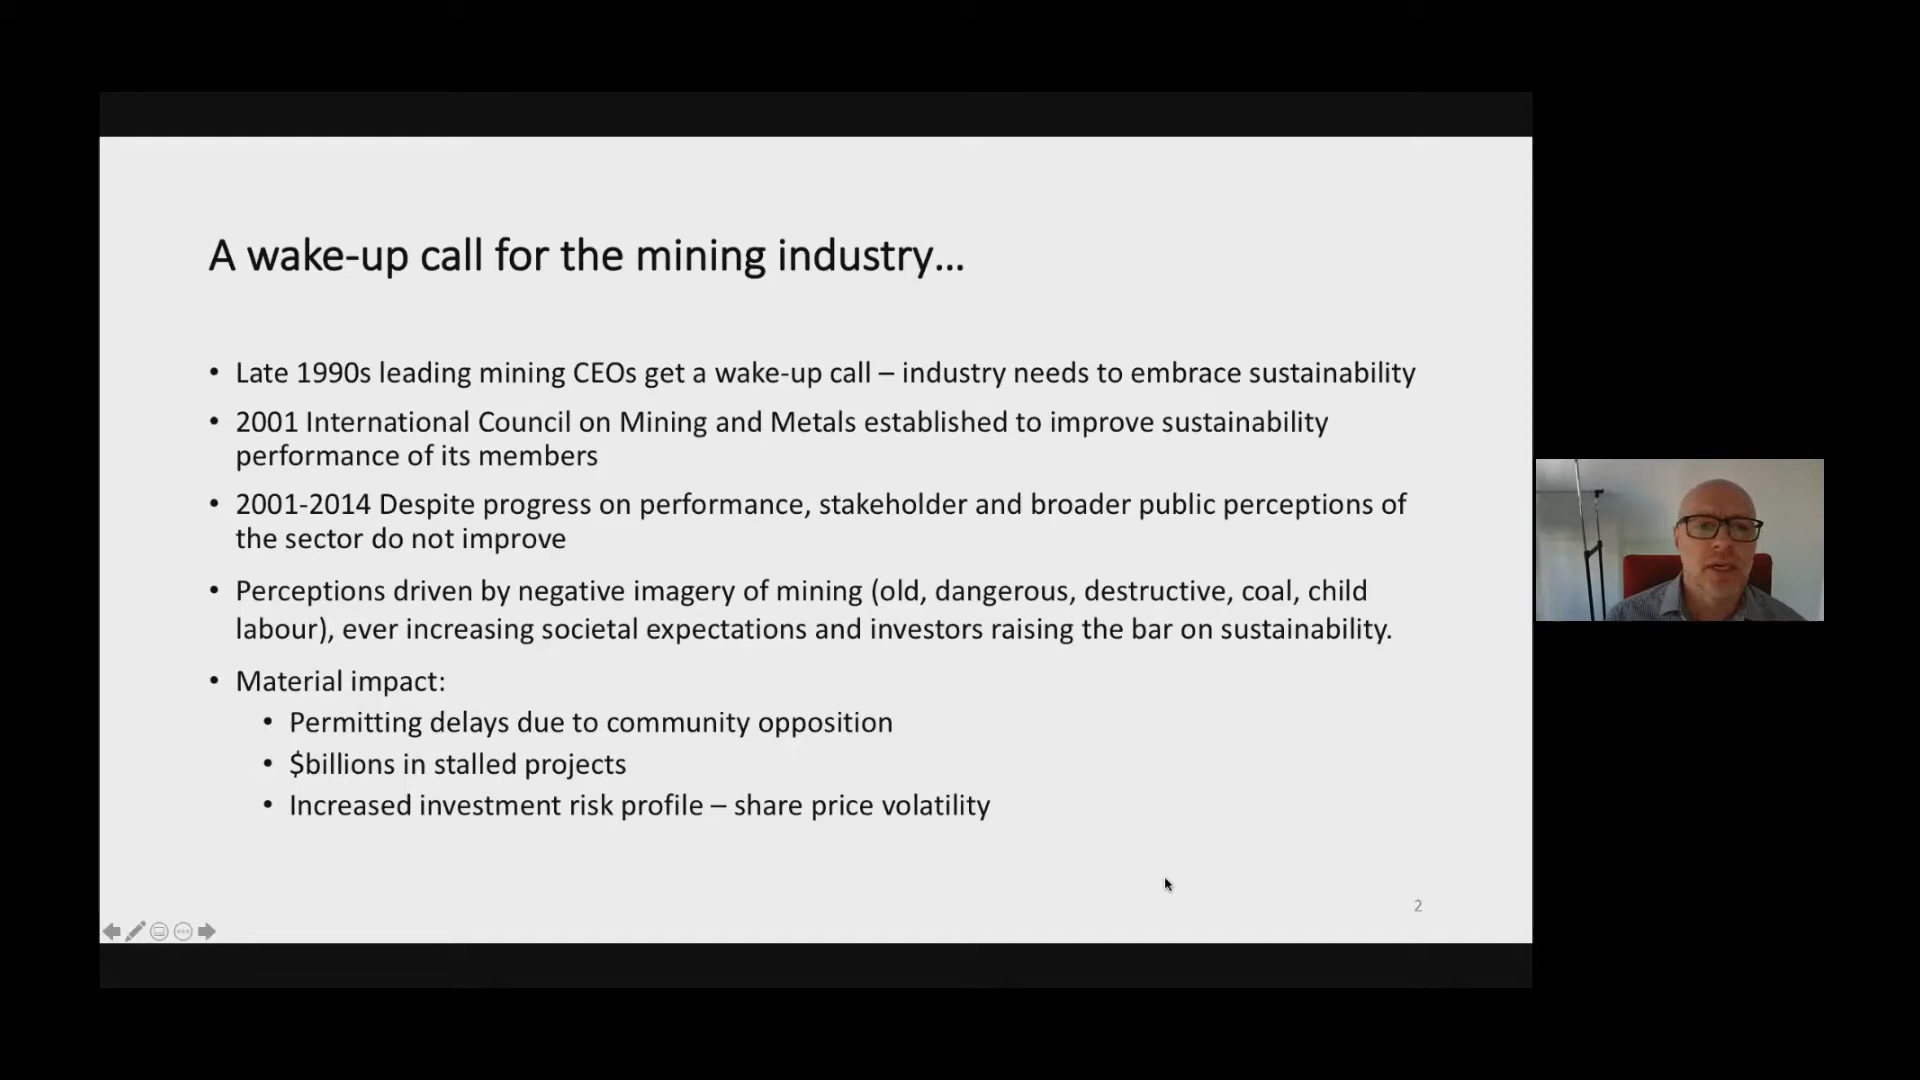 A wake-up call for the mining industry…
• Late 1990s leading mining CEOs get a wake-up call – industry needs to embrace sustainability
• 2001 International Council on Mining and Metals established to improve sustainability
performance of its members
• 2001-2014 Despite progress on performance, stakeholder and broader public perceptions of
the sector do not improve
• Perceptions driven by negative imagery of mining (old, dangerous, destructive, coal, child
labour), ever increasing societal expectations and investors raising the bar on sustainability.
• Material impact:
• Permitting delays due to community opposition
• $billions in stalled projects
• Increased investment risk profile – share price volatility
2